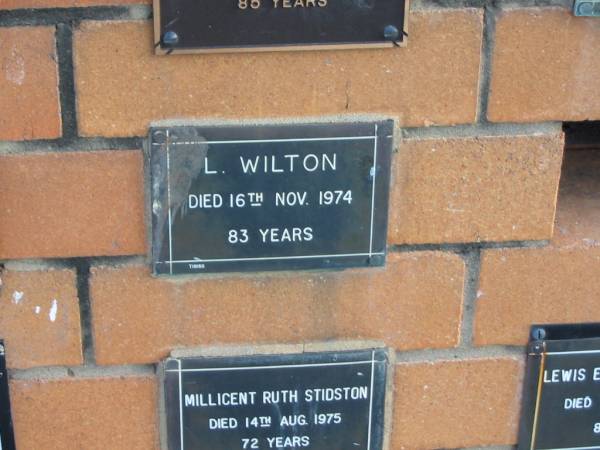 85 YEARS
L. WILTON
DIED 16TH NOV. 1974
83 YEARS
MILLICENT RUTH STIDSTON
DIED 14TH AUG. 1975
72 YEARS
LEWIS E
DIED
8